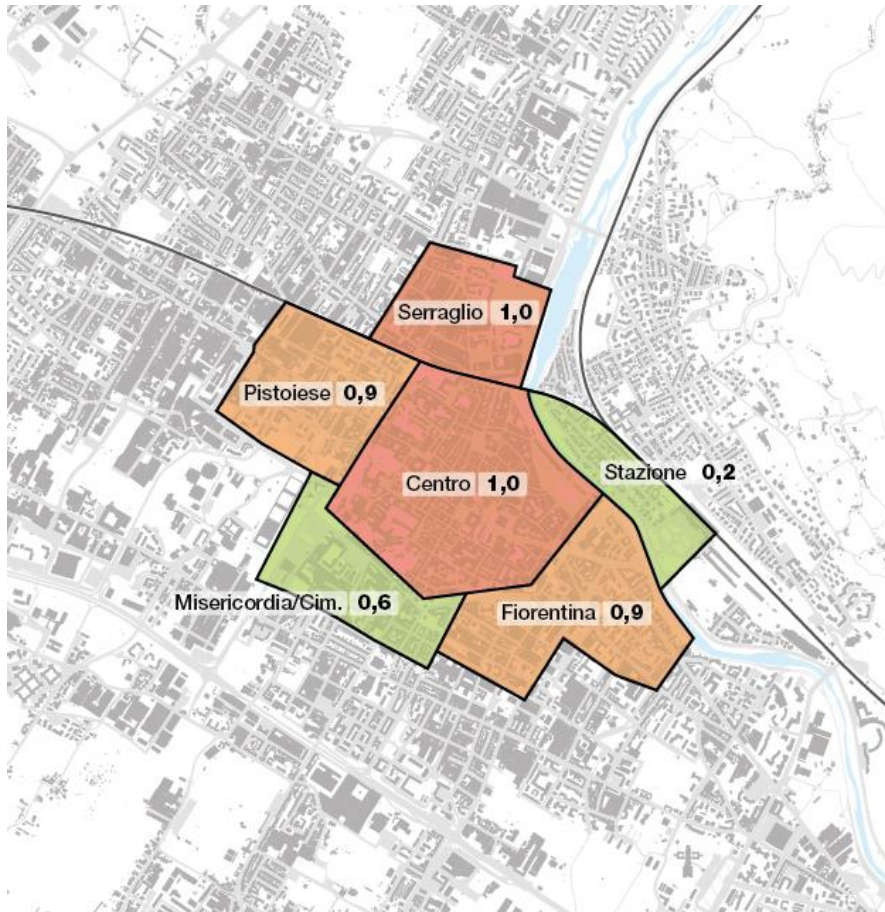 Serraglio 1,0
Pistoiese 0,9
Stazione 0,2
Centro 1,0
Misericordia/Cim. 0,6
Fiorentina 0,9